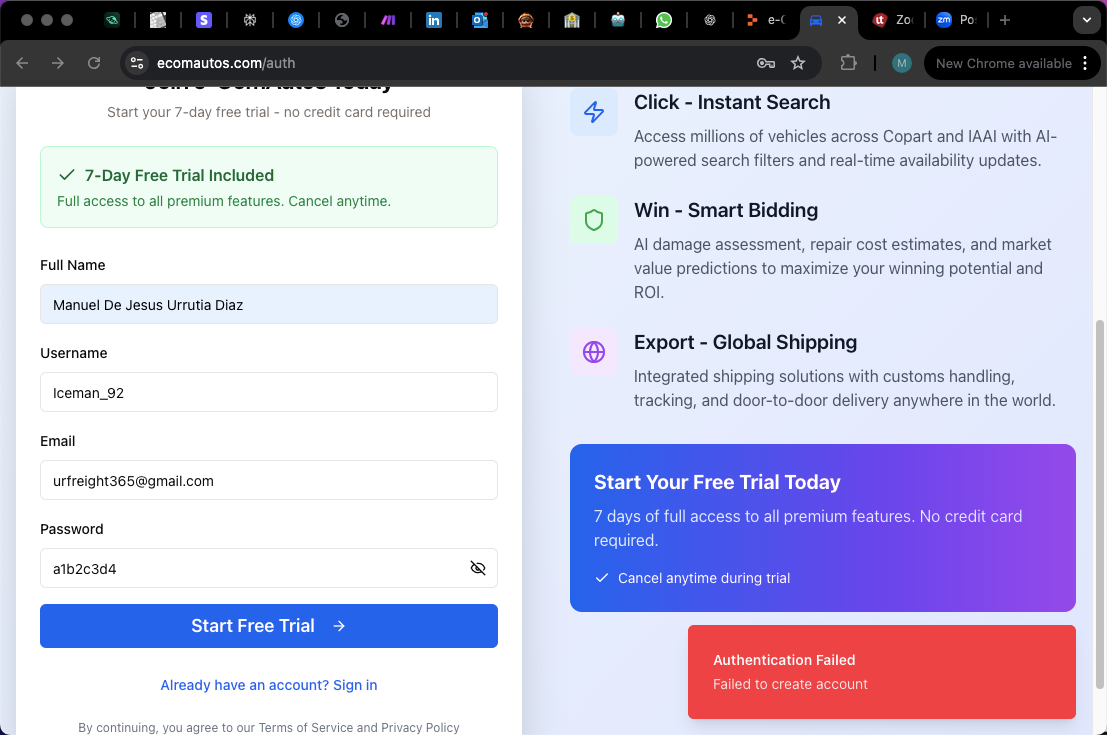 e-C
Zo
Po
ecomautos.com/auth
M
New Chrome available
Join e-ComAutos Today
Start your 7-day free trial - no credit card required
7-Day Free Trial Included
Full access to all premium features. Cancel anytime.
Full Name
Manuel De Jesus Urrutia Diaz
Username
Iceman_92
Email
urfreight365@gmail.com
Password
a1b2c3d4
Start Free Trial →
Already have an account? Sign in
By continuing, you agree to our Terms of Service and Privacy Policy
Click - Instant Search
Access millions of vehicles across Copart and IAAI with AI-
powered search filters and real-time availability updates.
Win - Smart Bidding
AI damage assessment, repair cost estimates, and market
value predictions to maximize your winning potential and
ROI.
Export - Global Shipping
Integrated shipping solutions with customs handling,
tracking, and door-to-door delivery anywhere in the world.
Start Your Free Trial Today
7 days of full access to all premium features. No credit card
required.
Cancel anytime during trial
Authentication Failed
Failed to create account